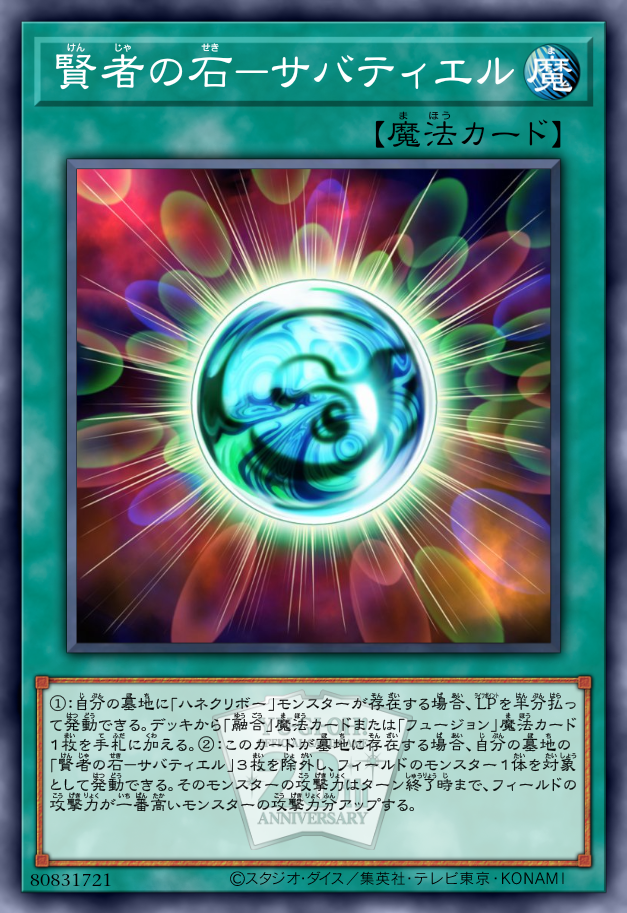 賢者の石－サバティエル 魔
【魔法カード】
①：自分の墓地に「ハネクリボー」モンスターが存在する場合、LPを半分払っ
て発動できる。デッキから「融合」魔法カードまたは「フュージョン」魔法カード
1枚を手札に加える。②：このカードが墓地に存在する場合、自分の墓地の
「賢者の石－サバティエル」3枚を除外し、フィールドのモンスター1体を対象
として発動できる。そのモンスターの攻撃力はターン終了時まで、フィールドの
攻撃力が一番高いモンスターの攻撃力分アップする。
ANNIVERSARY
80831721 ©スタジオ・ダイス／集英社・テレビ東京・KONAMI